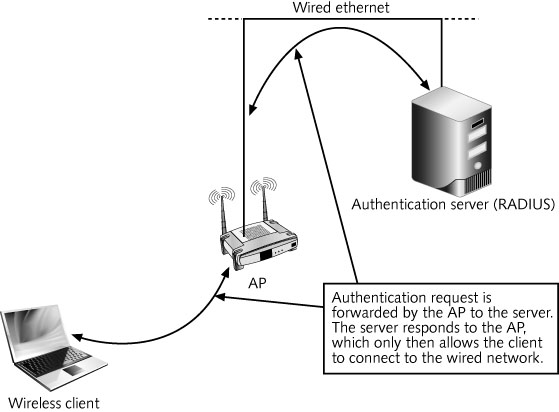 Wired ethernet
Authentication server (RADIUS)
AP
Authentication request is
forwarded by the AP to the server.
The server responds to the AP,
which only then allows the client
to connect to the wired network.
Wireless client